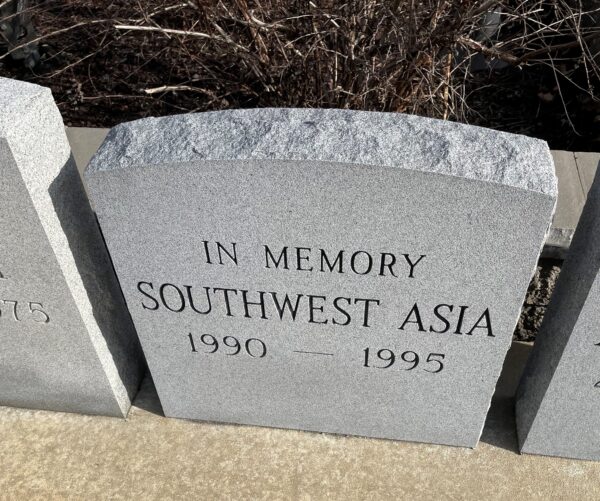 IN MEMORY
SOUTHWEST ASIA
1990 — 1995